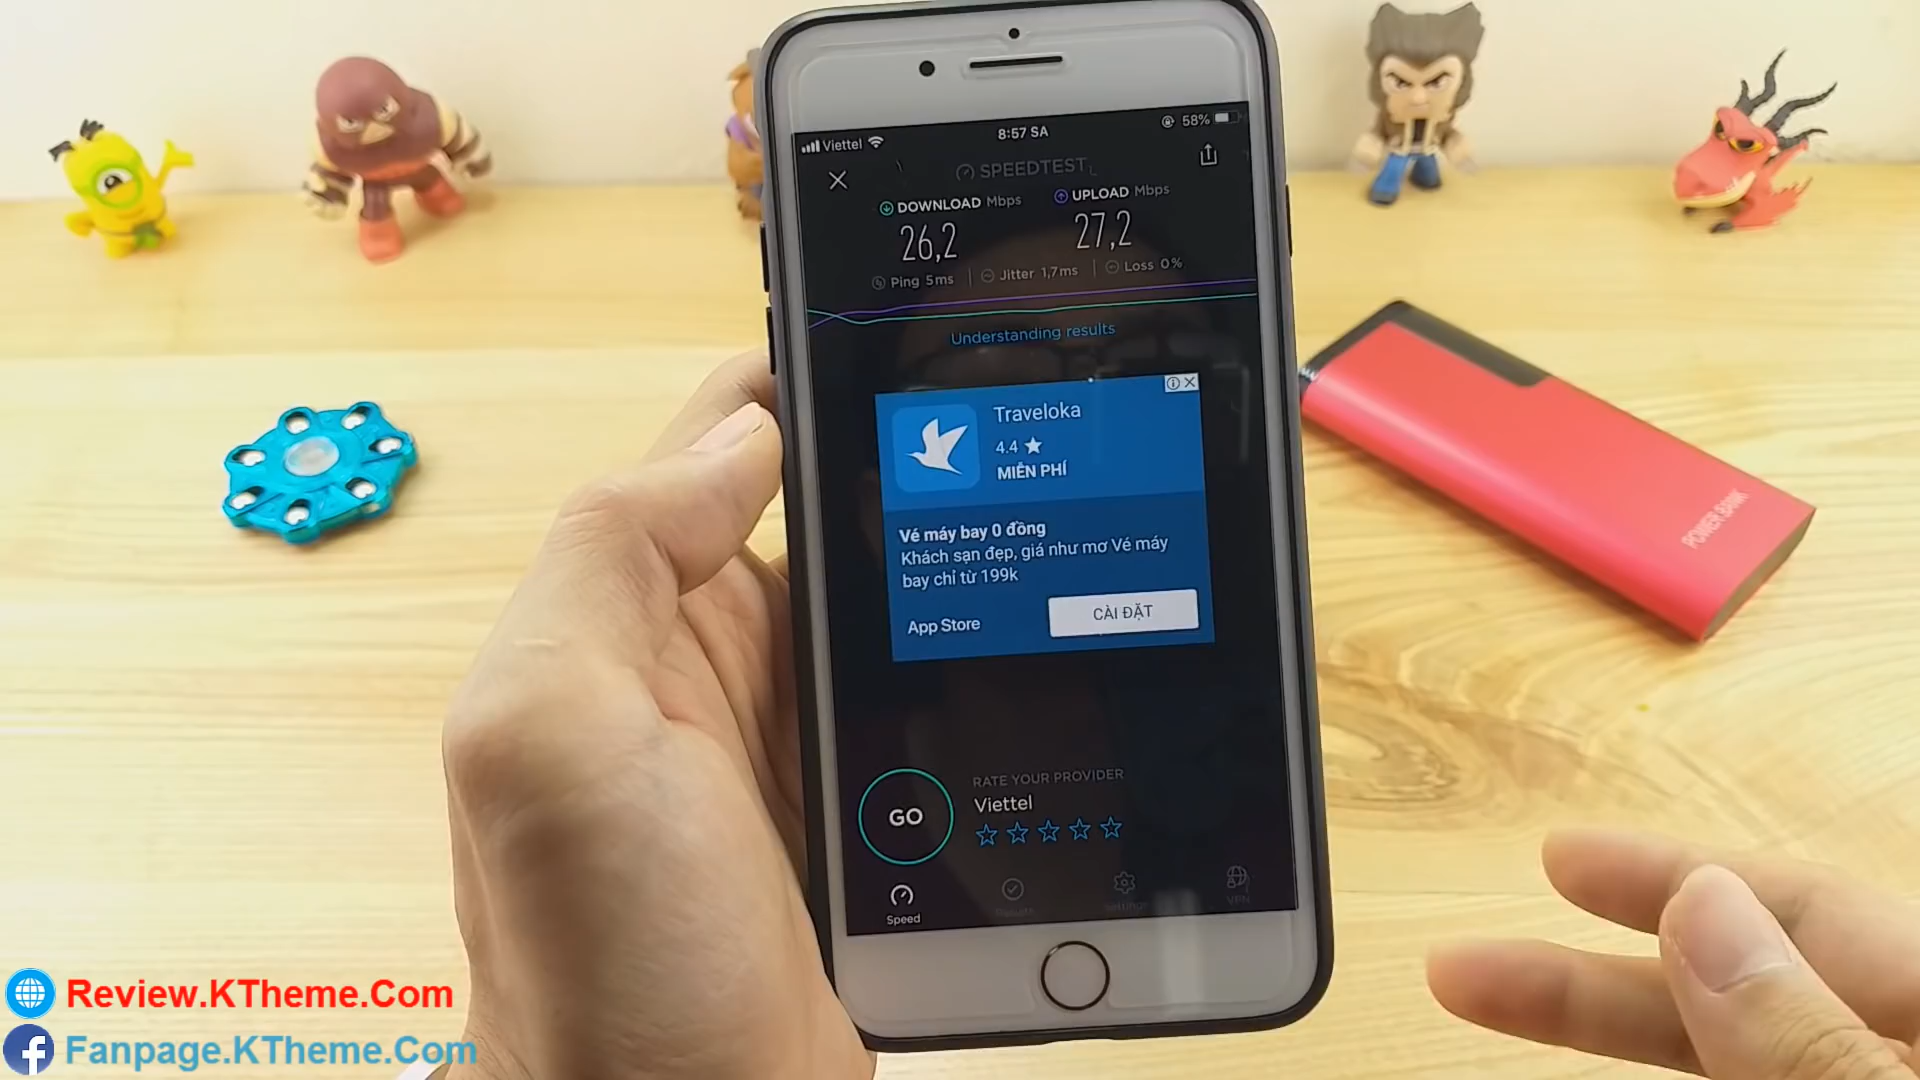 Viettel
8:57 SA
58%
SPEEDTEST
DOWNLOAD Mbps
UPLOAD Mbps
26,2
27,2
Ping 5ms
Jitter 1,7ms
Loss 0%
Understanding results
Traveloka
4.4
MIỄN PHÍ
Vé máy bay 0 đồng
Khách sạn đẹp, giá như mơ Vé máy
bay chỉ từ 199k
App Store
CÀI ĐẶT
GO
RATE YOUR PROVIDER
Viettel
Speed
Results
Settings
VPN
POWER BANK
Review.KTheme.Com
Fanpage.KTheme.Com